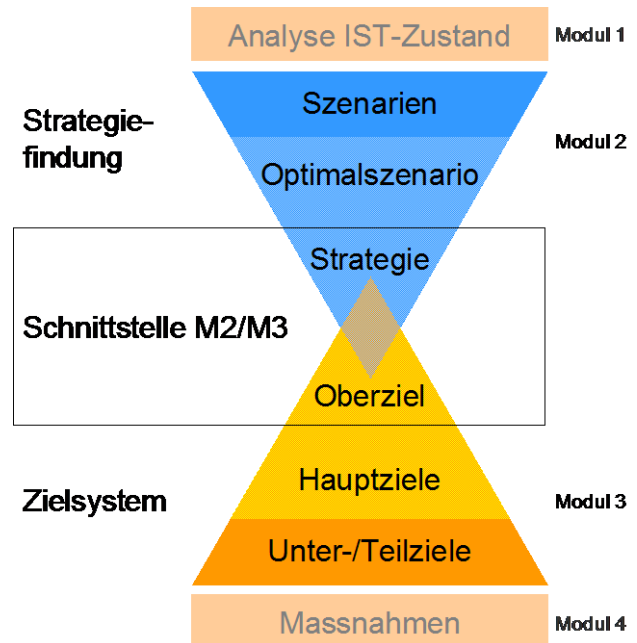 Analyse IST-Zustand
Modul 1
Szenarien
Strategie-
findung
Modul 2
Optimalszenario
Strategie
Schnittstelle M2/M3
Oberziel
Hauptziele
Zielsystem
Modul 3
Unter-/Teilziele
Massnahmen
Modul 4